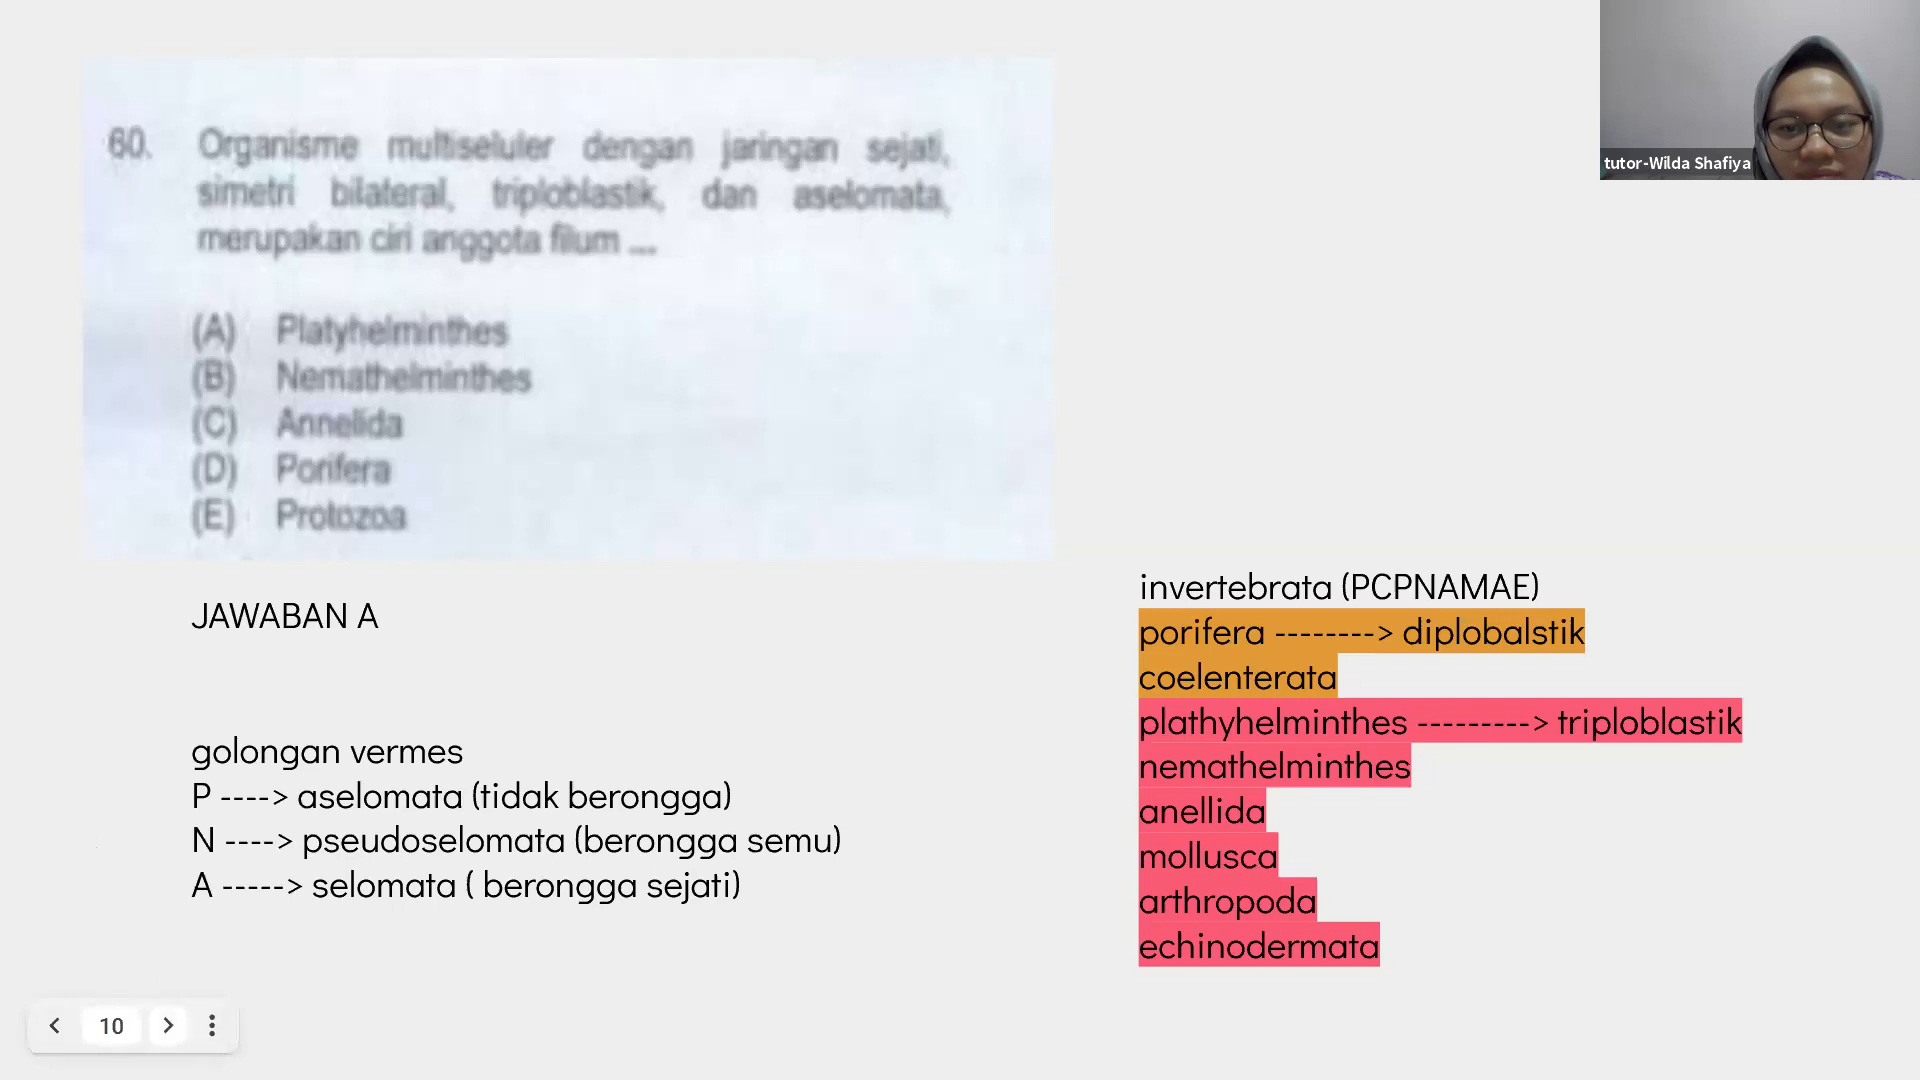 60. Organisme multiseluler dengan jaringan sejati,
simetri bilateral, triploblastik, dan aselomata,
merupakan ciri anggota filum ...
(A) Platyhelminthes
(B) Nemathelminthes
(C) Annelida
(D) Porifera
(E) Protozoa
JAWABAN A
golongan vermes
P ----> aselomata (tidak berongga)
N ----> pseudoselomata (berongga semu)
A -----> selomata ( berongga sejati)
invertebrata (PCPNAMAE)
porifera --------> diplobalstik
coelenterata
plathyhelminthes ---------> triploblastik
nemathelminthes
anellida
mollusca
arthropoda
echinodermata
tutor-Wilda Shafiya
10